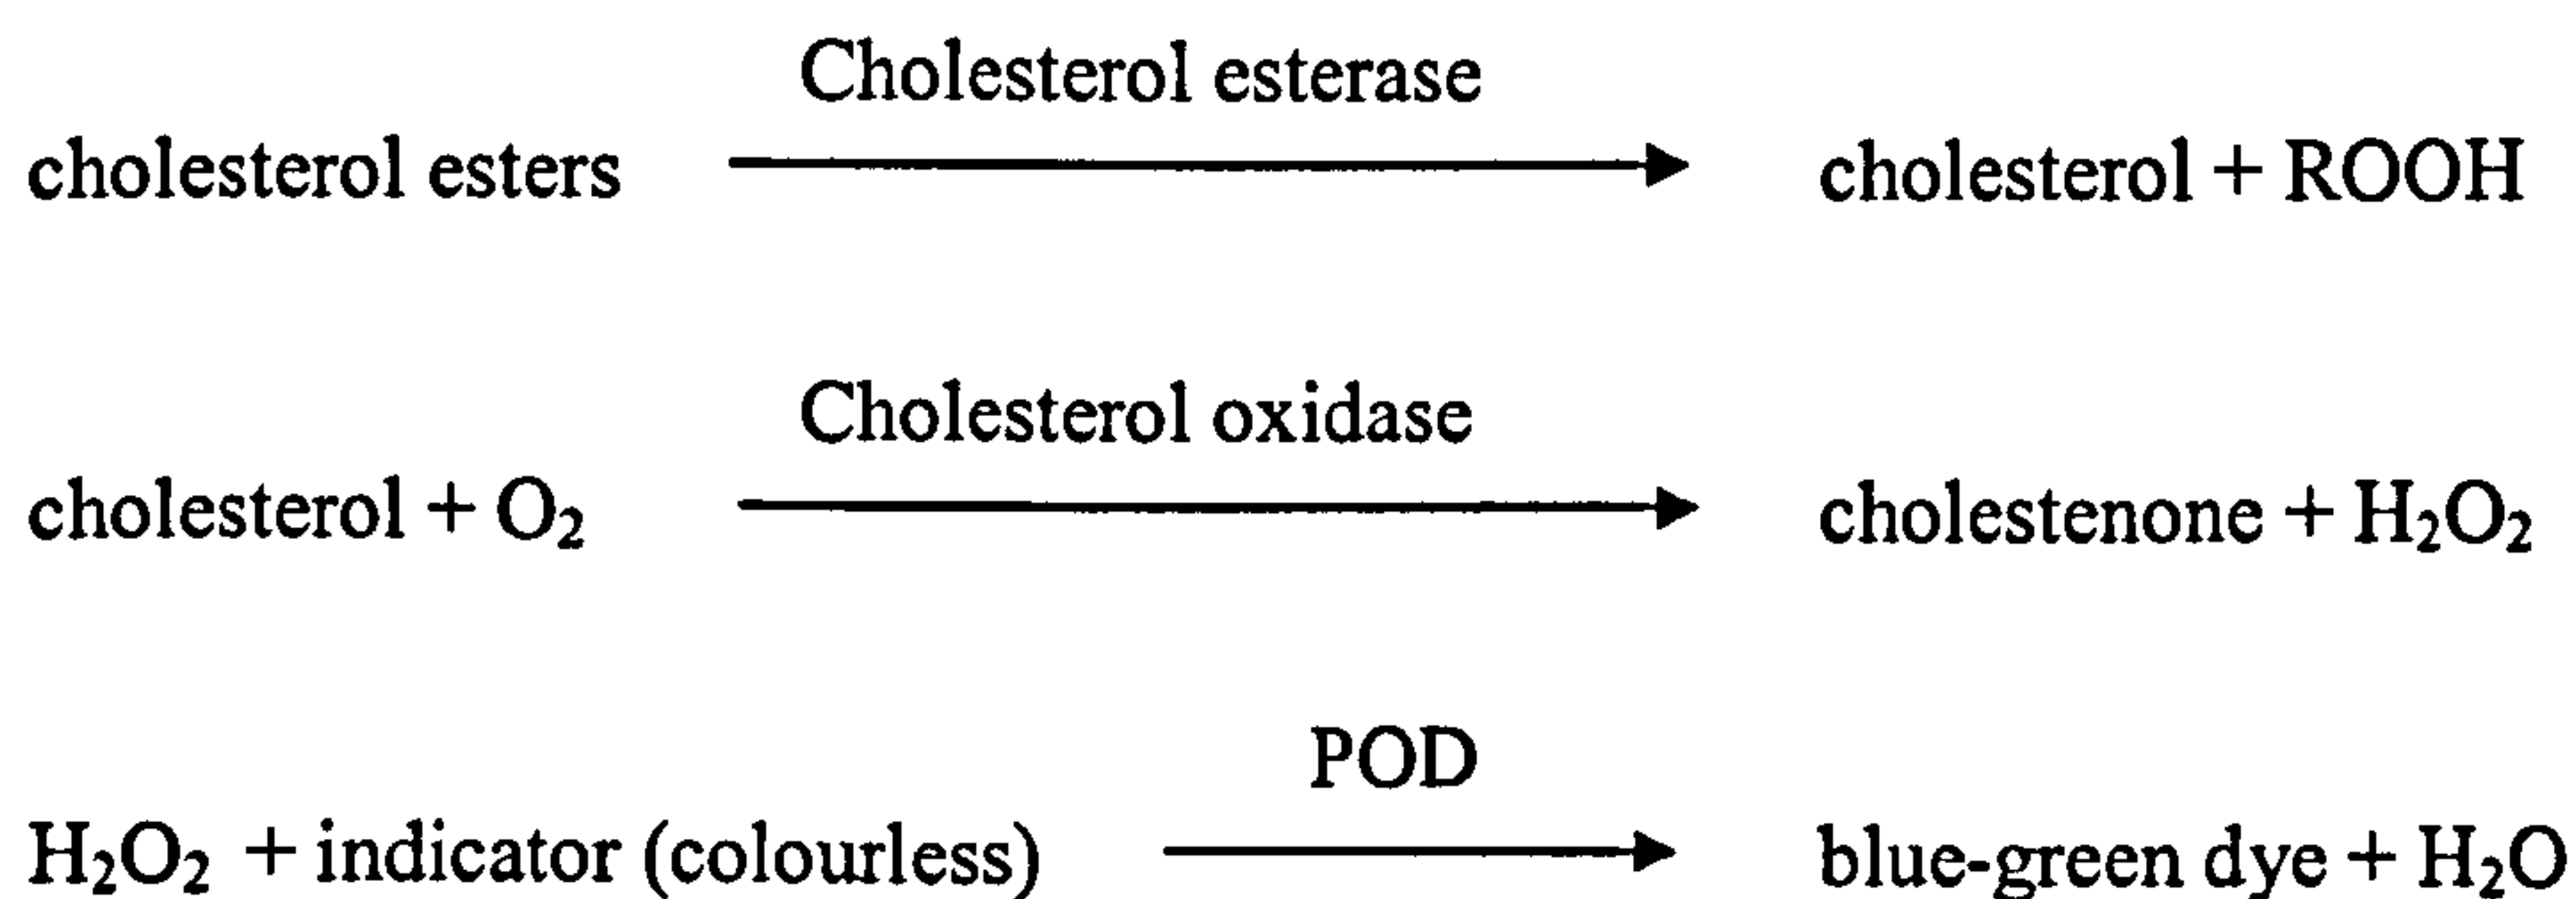 Cholesterol esterase
cholesterol esters cholesterol + ROOH
Cholesterol oxidase
cholesterol + O₂ cholestenone + H₂O₂
POD
H₂O₂ + indicator (colourless) blue-green dye + H₂O